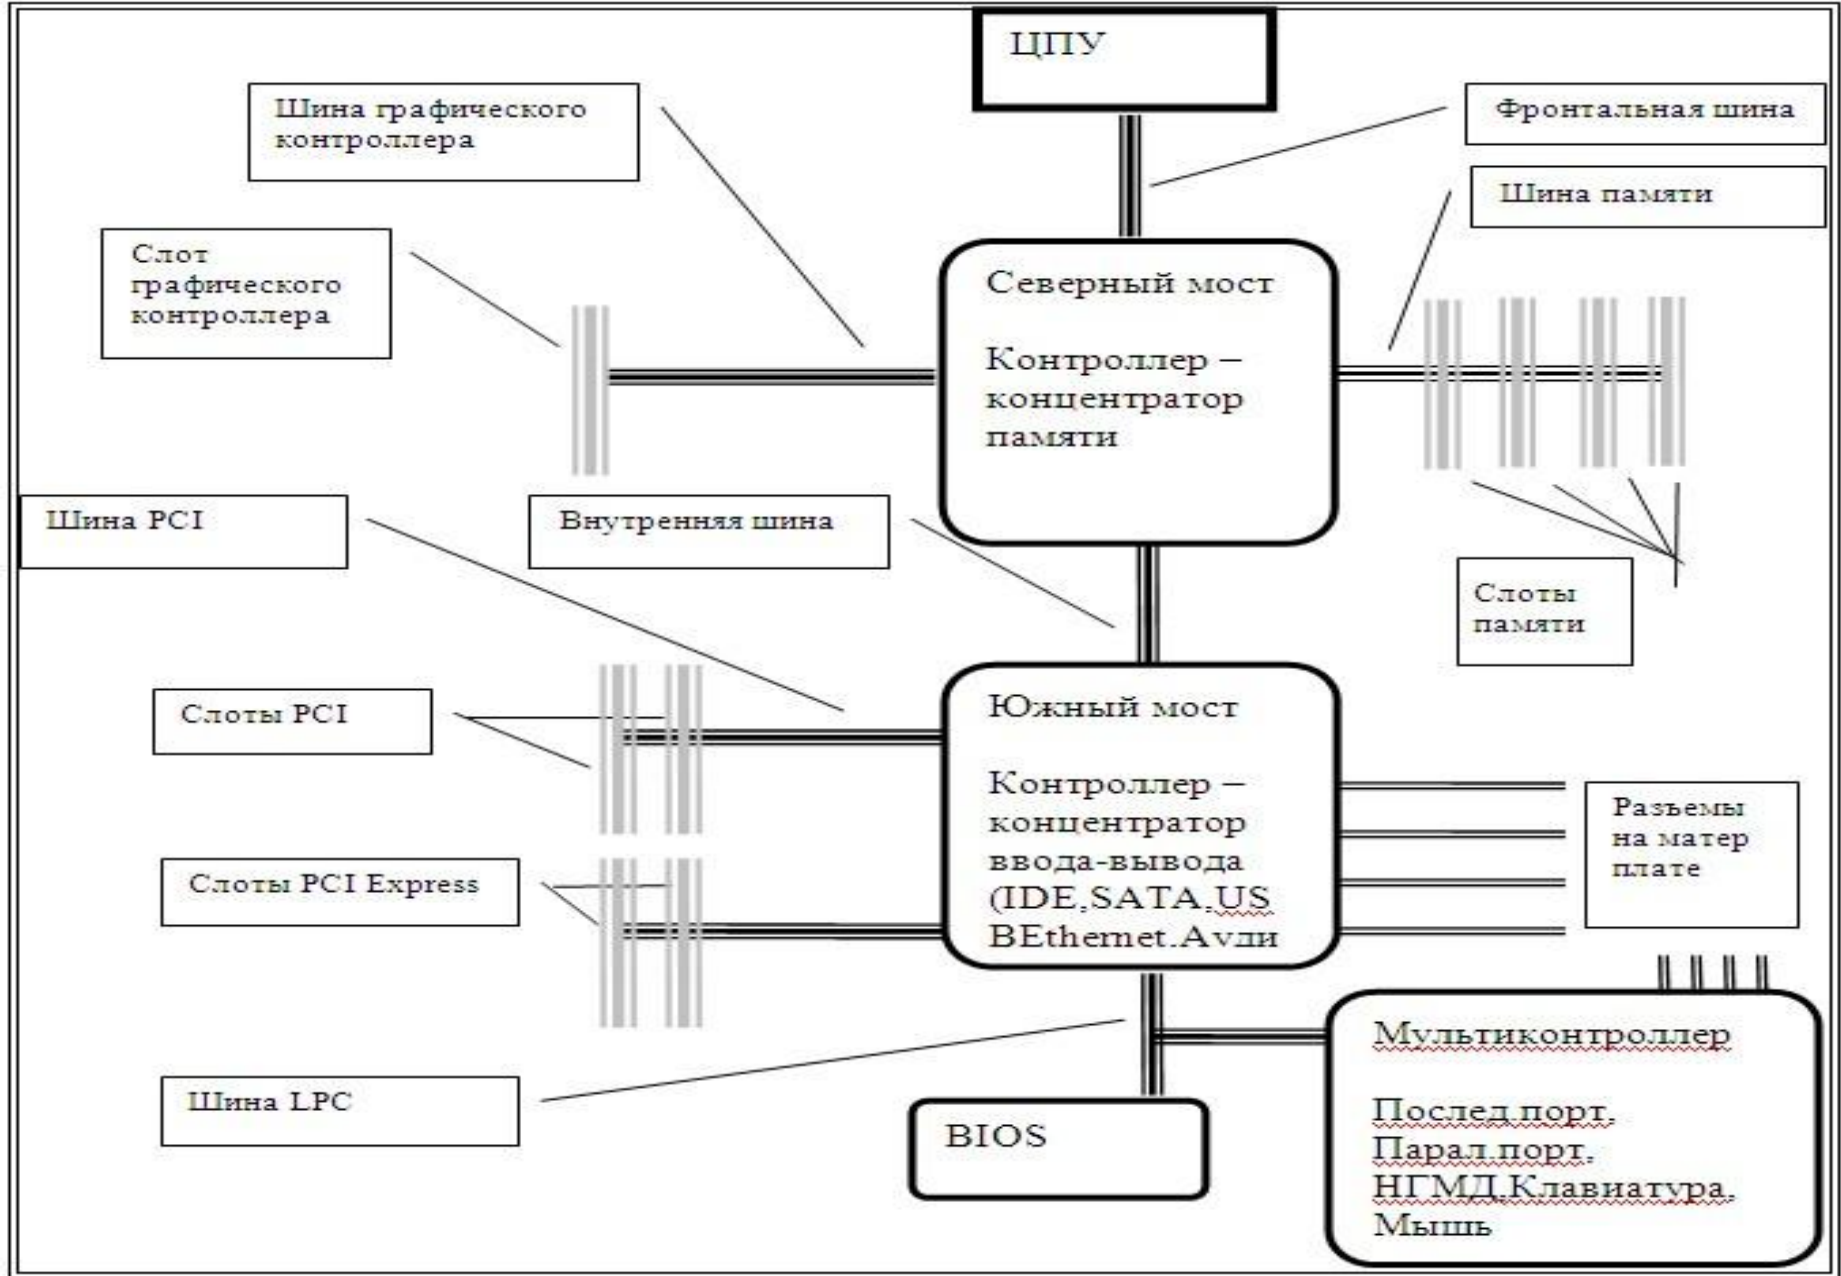 ЦПУ
Шина графического
контроллера
Фронтальная шина
Шина памяти
Слот
графического
контроллера
Северный мост
Контроллер –
концентратор
памяти
Шина PCI
Внутренняя шина
Слоты
памяти
Слоты PCI
Южный мост
Контроллер –
концентратор
ввода-вывода
(IDE,SATA,US
BEthernet.Ауди
Разъемы
на матер
плате
Слоты PCI Express
Шина LPC
BIOS
Мультиконтроллер
Послед.порт,
Парал.порт,
НГМД,Клавиатура,
Мышь